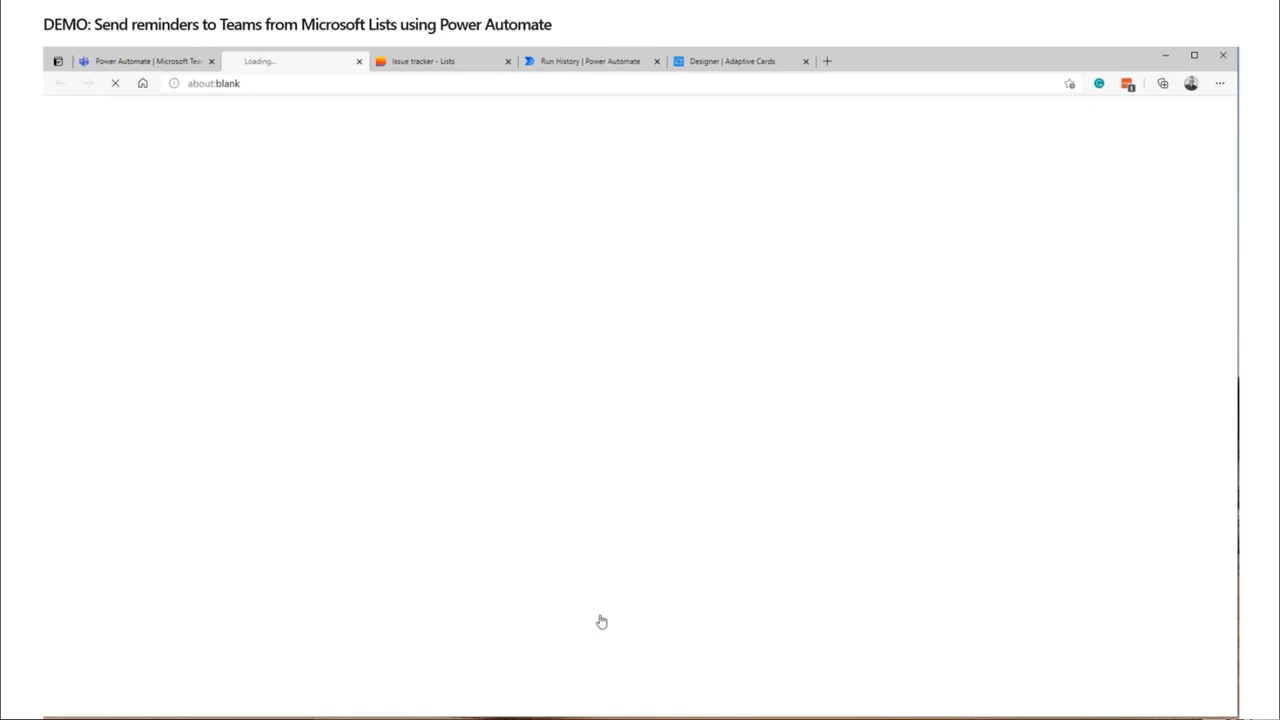 DEMO: Send reminders to Teams from Microsoft Lists using Power Automate
Power Automate | Microsoft Tea
Loading...
Issue tracker - Lists
Run History | Power Automate
Designer | Adaptive Cards
about:blank